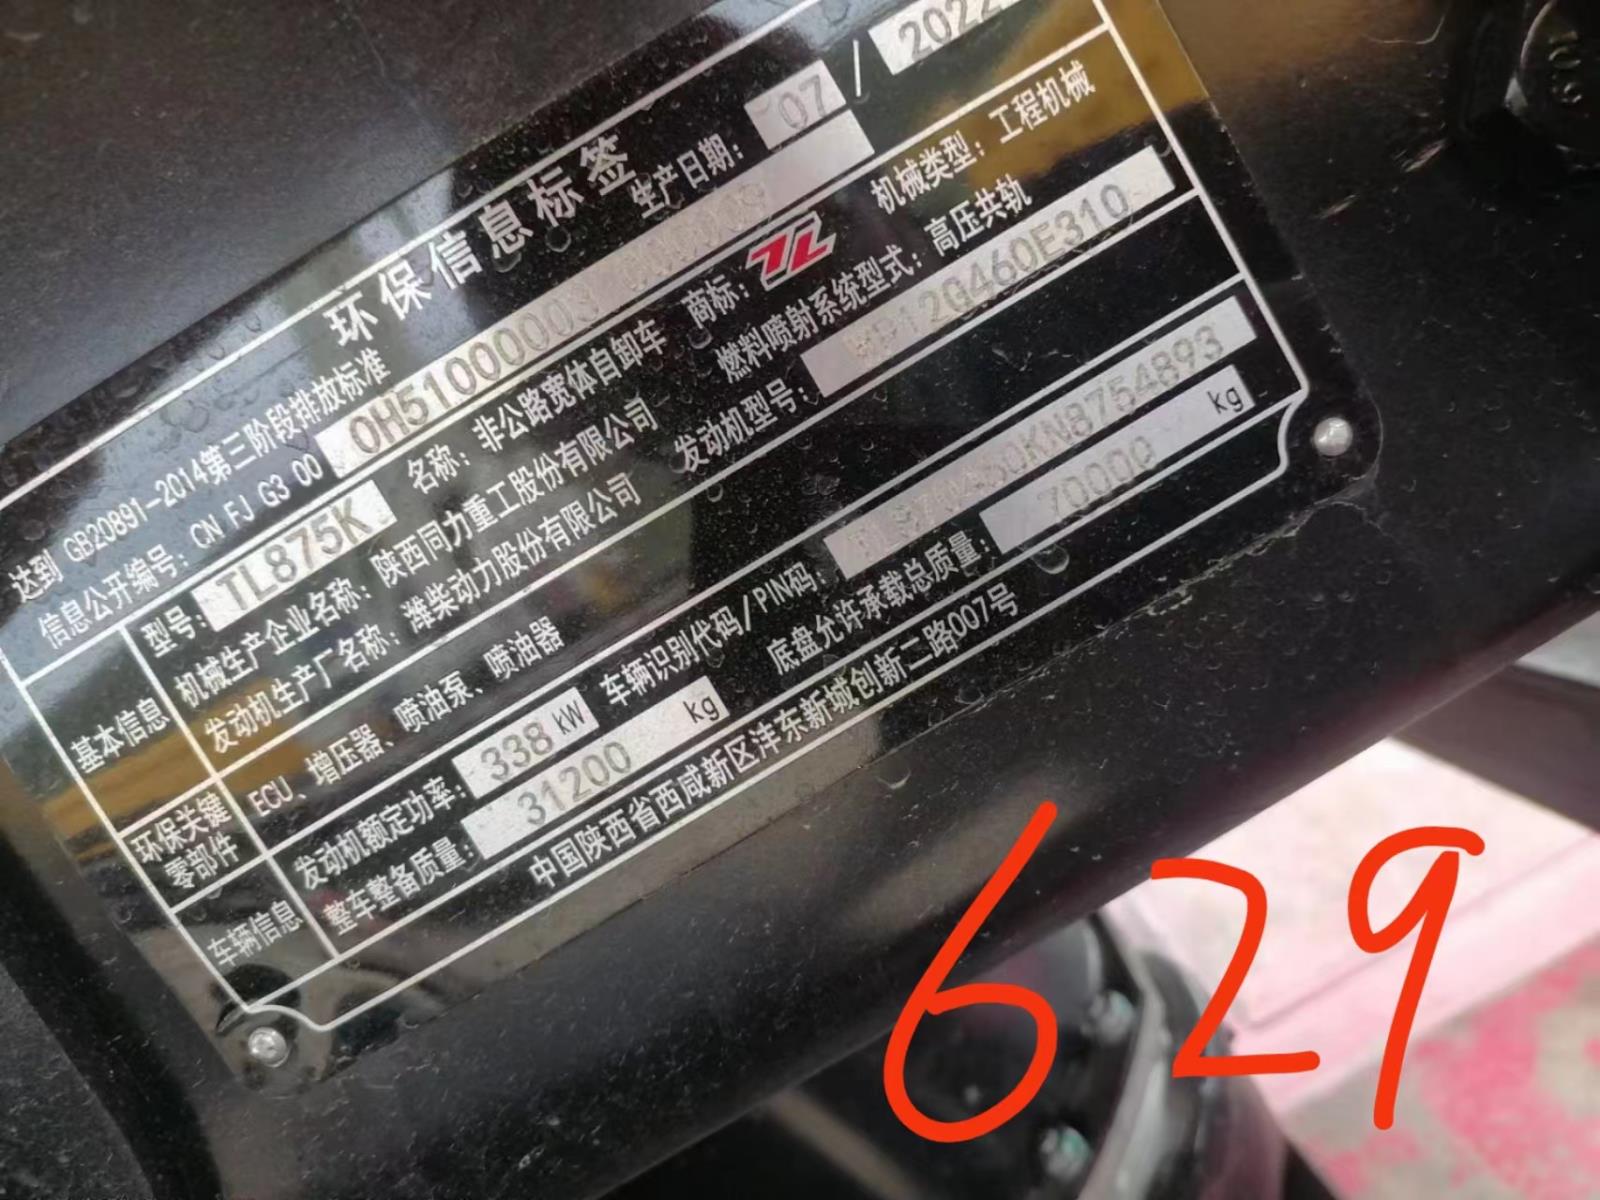 环保信息标签
达到 GB20891-2014第三阶段排放标准
生产日期: 07 / 2022
信息公开编号: CN FJ G3 00 0H51000003
基本信息
型号: TL875K
名称: 非公路宽体自卸车
商标: TL
机械类型: 工程机械
机械生产企业名称: 陕西同力重工股份有限公司
燃料喷射系统型式: 高压共轨
发动机生产厂名称: 潍柴动力股份有限公司
发动机型号: WP12G460E310
环保关键零部件
ECU、增压器、喷油泵、喷油器
车辆信息
发动机额定功率: 338 kW
车辆识别代码/PIN码:
整车整备质量: 31200 kg
底盘允许承载总质量: 70000 kg
中国陕西省西咸新区沣东新城创新二路007号
629
10.9